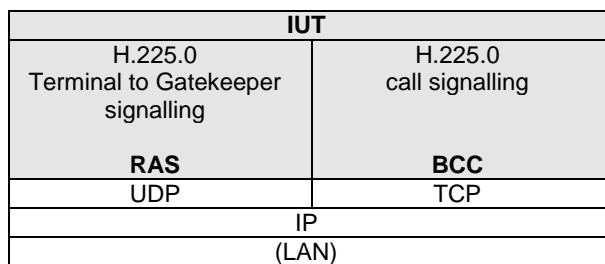 IUT
H.225.0
Terminal to Gatekeeper
signalling
RAS
H.225.0
call signalling
BCC
UDP
TCP
IP
(LAN)